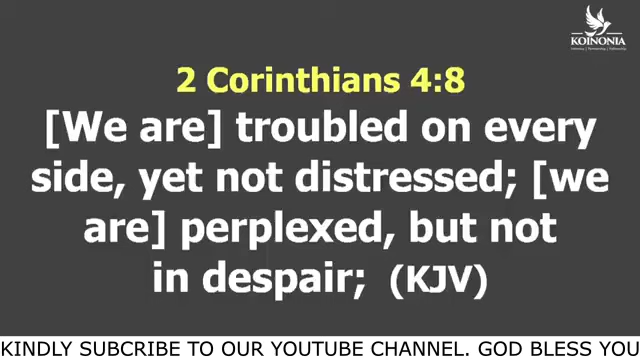 KOINONIA
2 Corinthians 4:8
[We are] troubled on every
side, yet not distressed; [we
are] perplexed, but not
in despair; (KJV)
KINDLY SUBCRIBE TO OUR YOUTUBE CHANNEL. GOD BLESS YOU